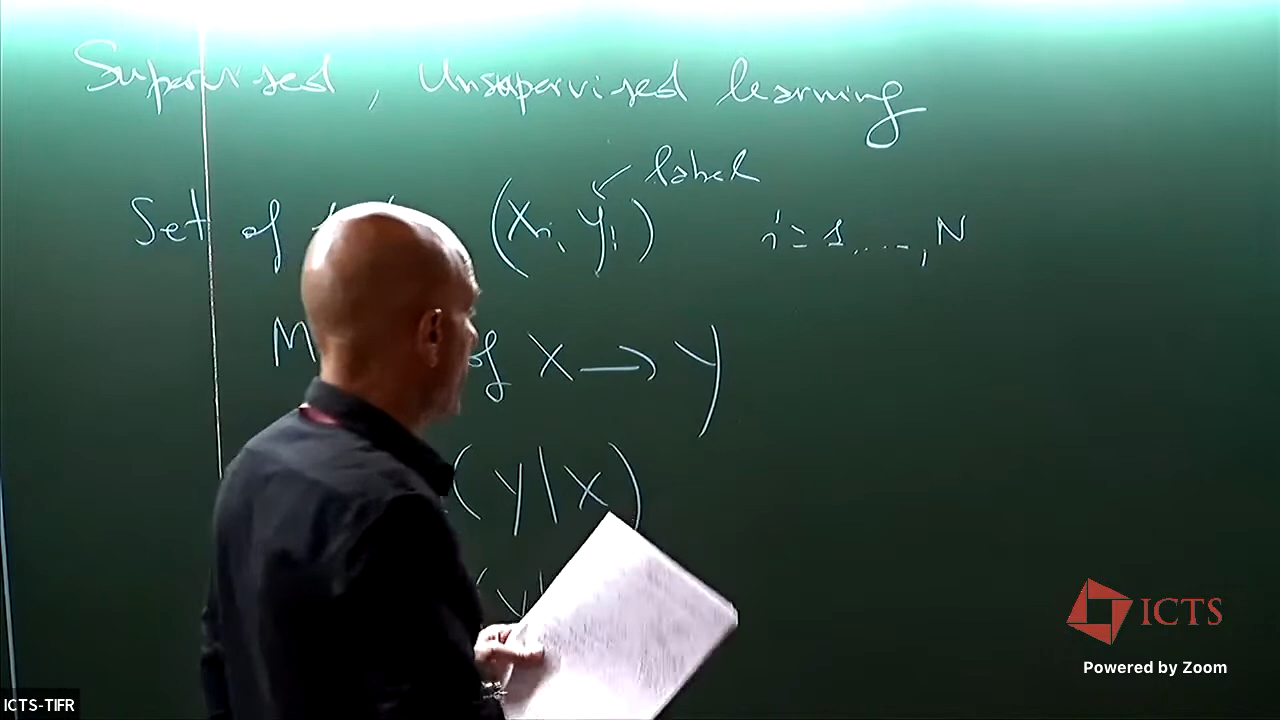 Supervised, Unsupervised learning
label
Set of (Xi, yi) i=1,...,N
of X → Y
(Y|X)
ICTS
Powered by Zoom
ICTS-TIFR